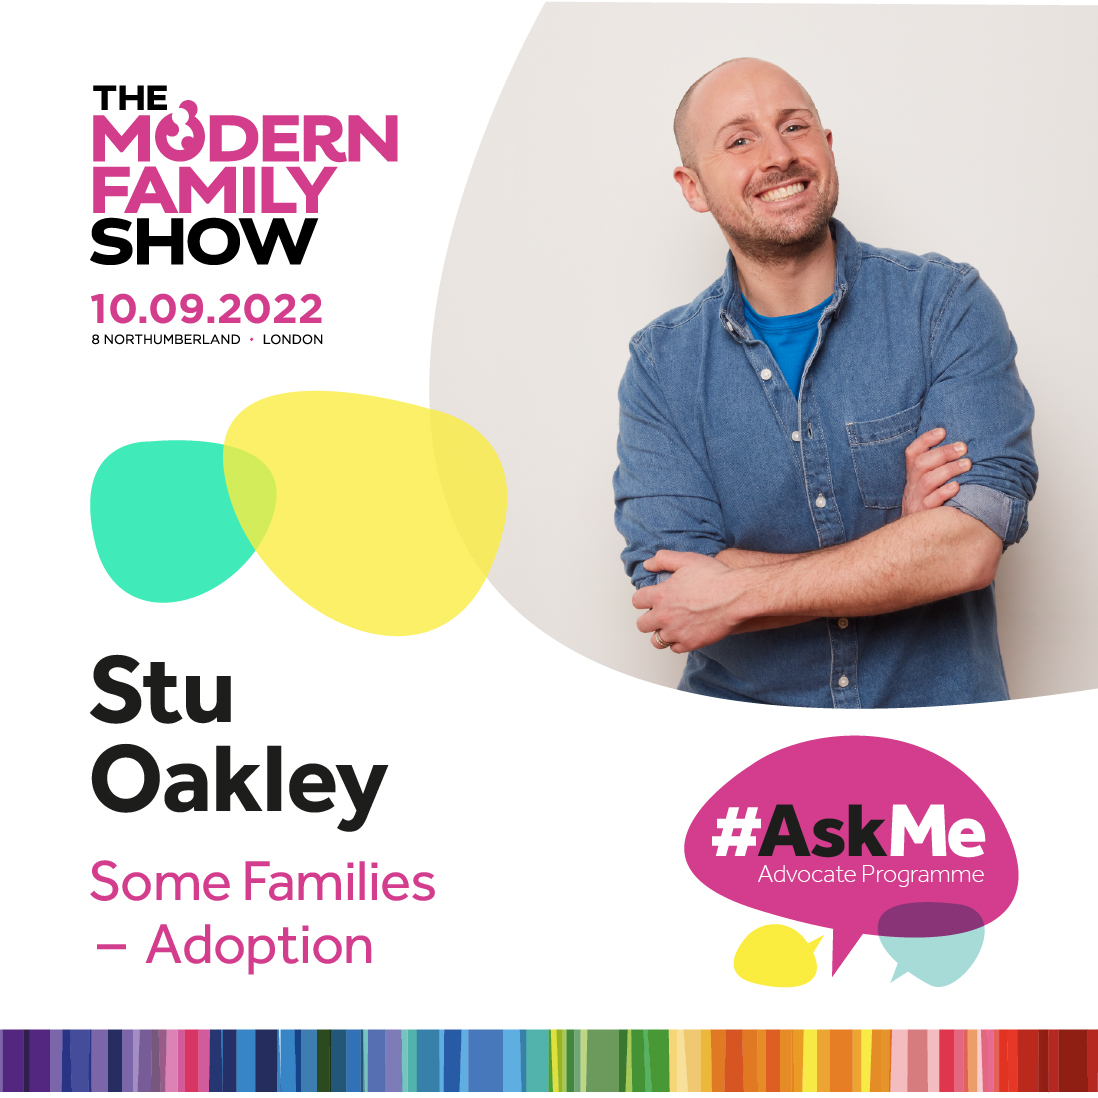 THE
MODERN
FAMILY
SHOW
10.09.2022
8 NORTHUMBERLAND • LONDON
Stu
Oakley
Some Families
– Adoption
#AskMe
Advocate Programme